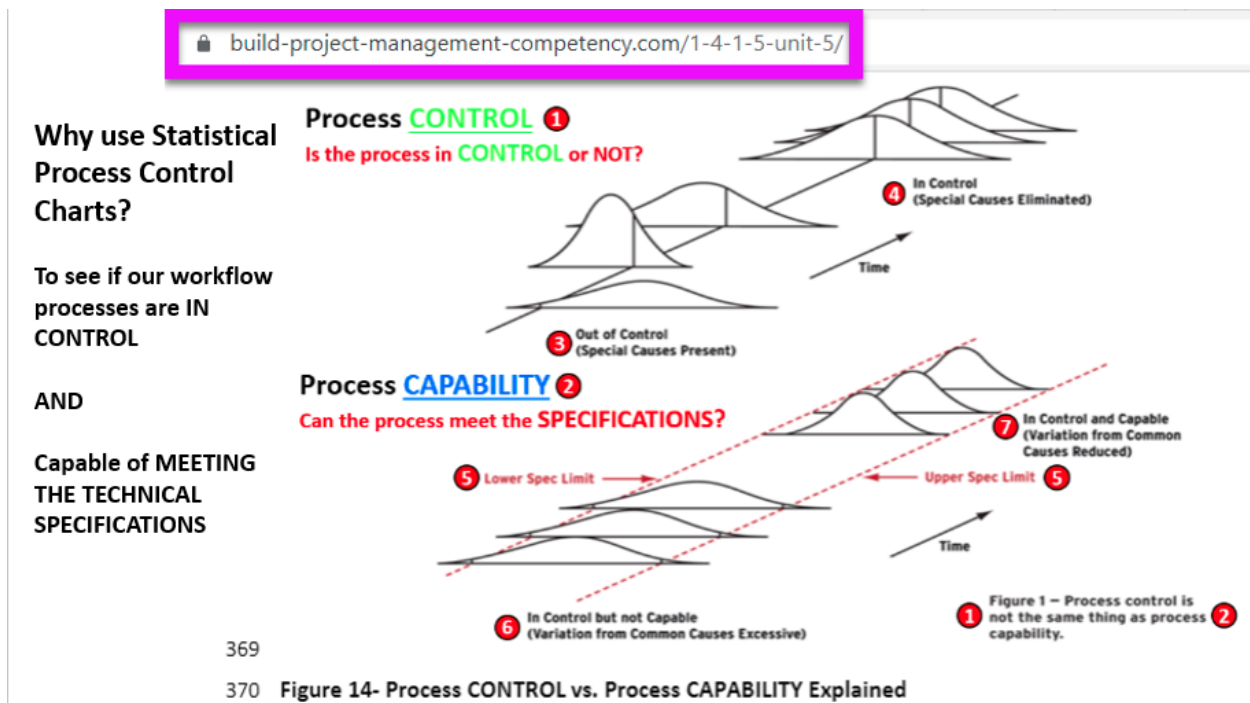 build-project-management-competency.com/1-4-1-5-unit-5/
Why use Statistical
Process Control
Charts?
To see if our workflow
processes are IN
CONTROL
AND
Capable of MEETING
THE TECHNICAL
SPECIFICATIONS
Process CONTROL 1
Is the process in CONTROL or NOT?
4 In Control
(Special Causes Eliminated)
Time
3 Out of Control
(Special Causes Present)
Process CAPABILITY 2
Can the process meet the SPECIFICATIONS?
7 In Control and Capable
(Variation from Common
Causes Reduced)
5 Lower Spec Limit
Upper Spec Limit 5
Time
6 In Control but not Capable
(Variation from Common Causes Excessive)
1 Figure 1 – Process control is
not the same thing as process 2
capability.
369
370 Figure 14- Process CONTROL vs. Process CAPABILITY Explained